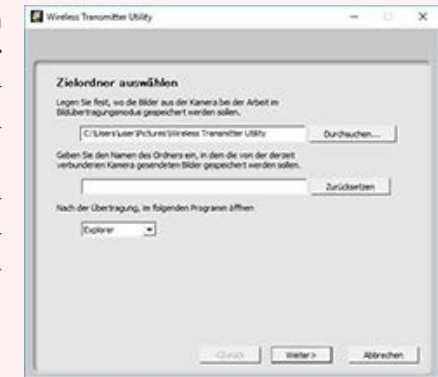 Wireless Transmitter Utility
Zielordner auswählen
Legen Sie fest, wo die Bilder aus der Kamera bei der Arbeit im
Bildübertragungsmodus gespeichert werden sollen.
C:\Users\user\Pictures\Wireless Transmitter Utility
Durchsuchen...
Geben Sie den Namen des Ordners ein, in dem die von der derzeit
verbundenen Kamera gesendeten Bilder gespeichert werden sollen.
Zurücksetzen
Nach der Übertragung, im folgenden Programm öffnen
Explorer
<Zurück
Weiter>
Abbrechen